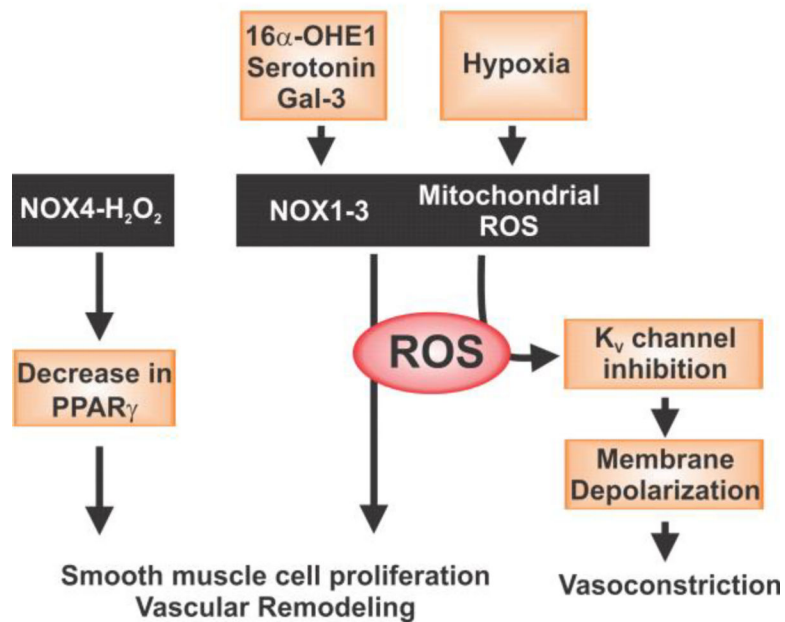 16α-OHE1
Serotonin
Gal-3
Hypoxia
NOX4-H₂O₂
NOX1-3
Mitochondrial
ROS
ROS
Decrease in
PPARγ
Kᵥ channel
inhibition
Membrane
Depolarization
Smooth muscle cell proliferation
Vascular Remodeling
Vasoconstriction